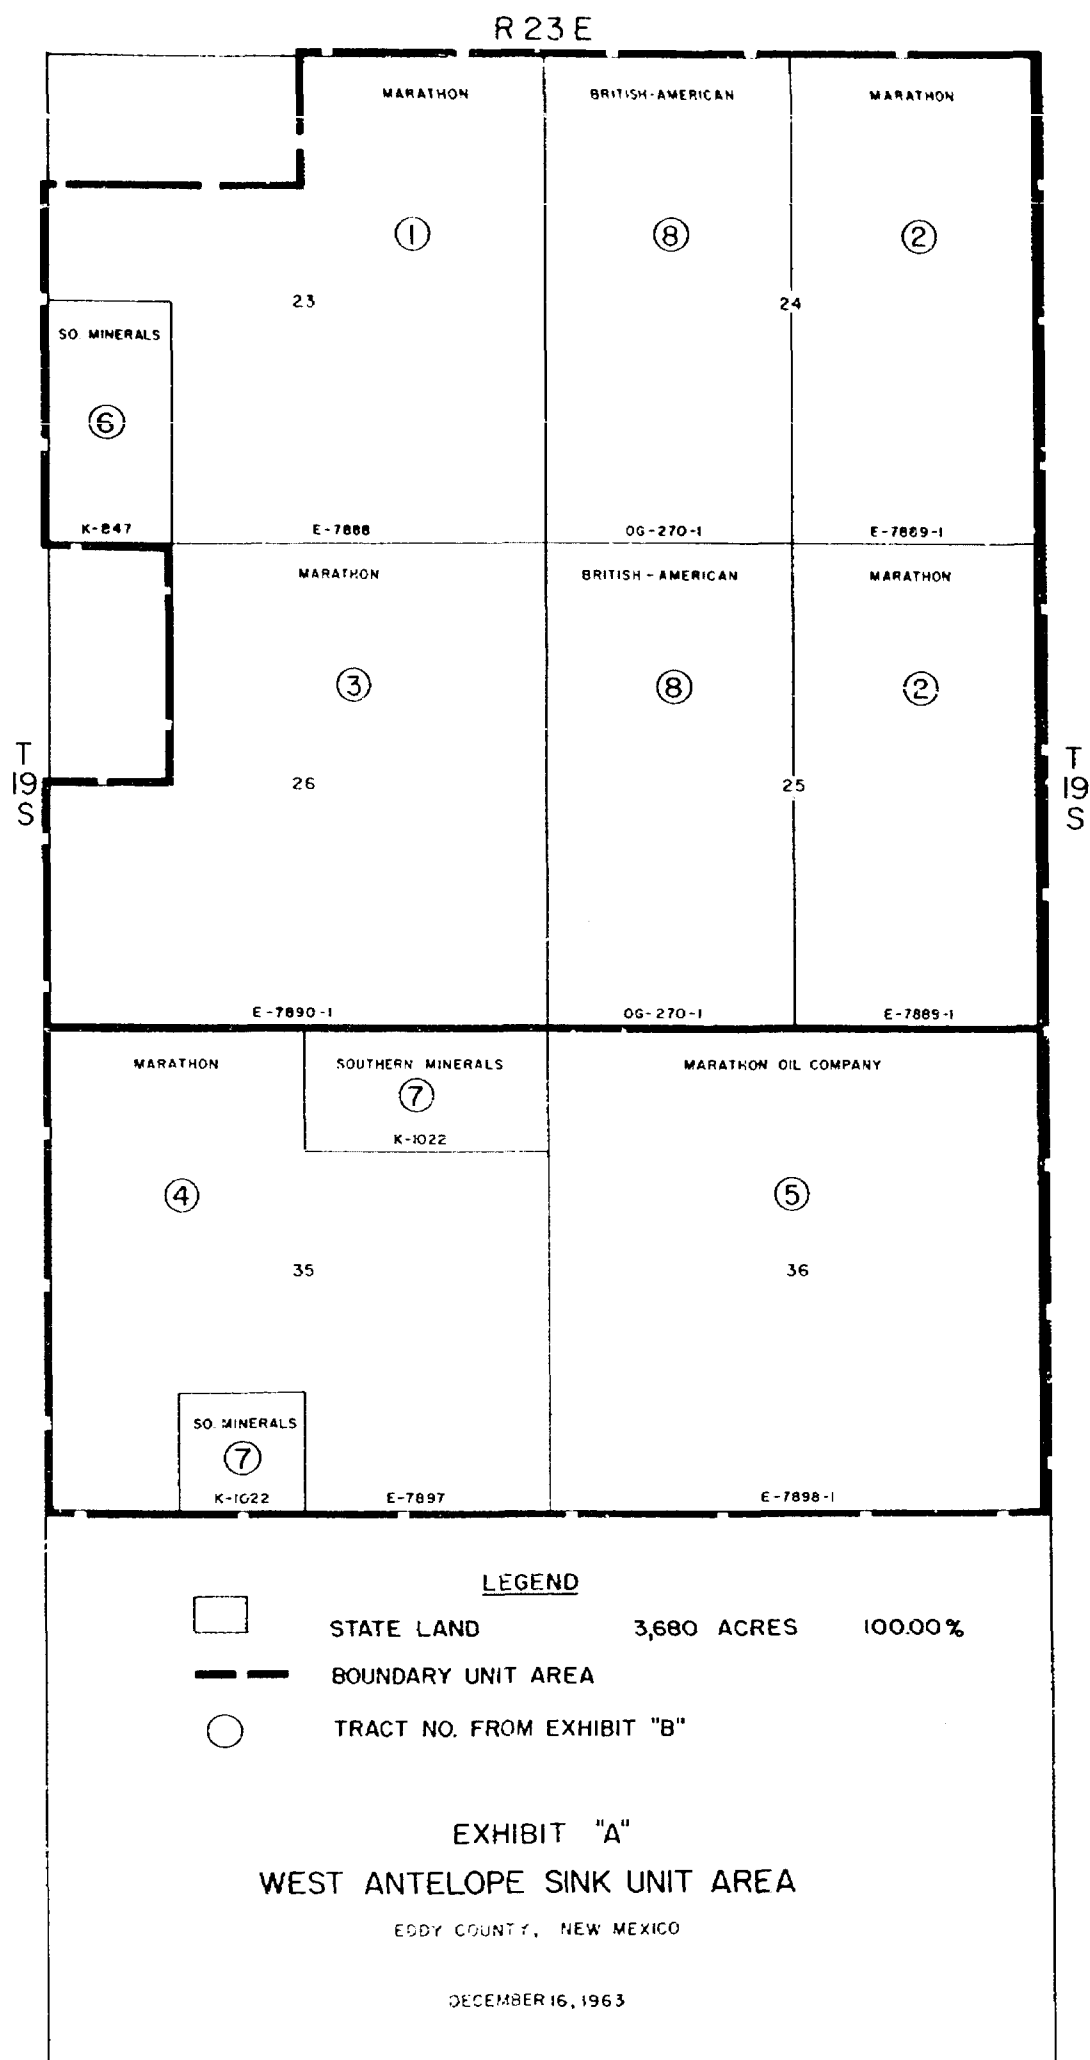 R 23 E
MARATHON
BRITISH-AMERICAN
MARATHON
1
8
2
23
24
SO. MINERALS
6
K-847
E-7888
OG-270-1
E-7889-1
MARATHON
BRITISH-AMERICAN
MARATHON
3
8
2
T
19
S
26
25
T
19
S
E-7890-1
OG-270-1
E-7889-1
MARATHON
SOUTHERN MINERALS
MARATHON OIL COMPANY
7
K-1022
4
5
35
36
SO. MINERALS
7
K-1022
E-7897
E-7898-1
LEGEND
STATE LAND 3,680 ACRES 100.00%
BOUNDARY UNIT AREA
TRACT NO. FROM EXHIBIT "B"
EXHIBIT "A"
WEST ANTELOPE SINK UNIT AREA
EDDY COUNTY, NEW MEXICO
DECEMBER 16, 1963